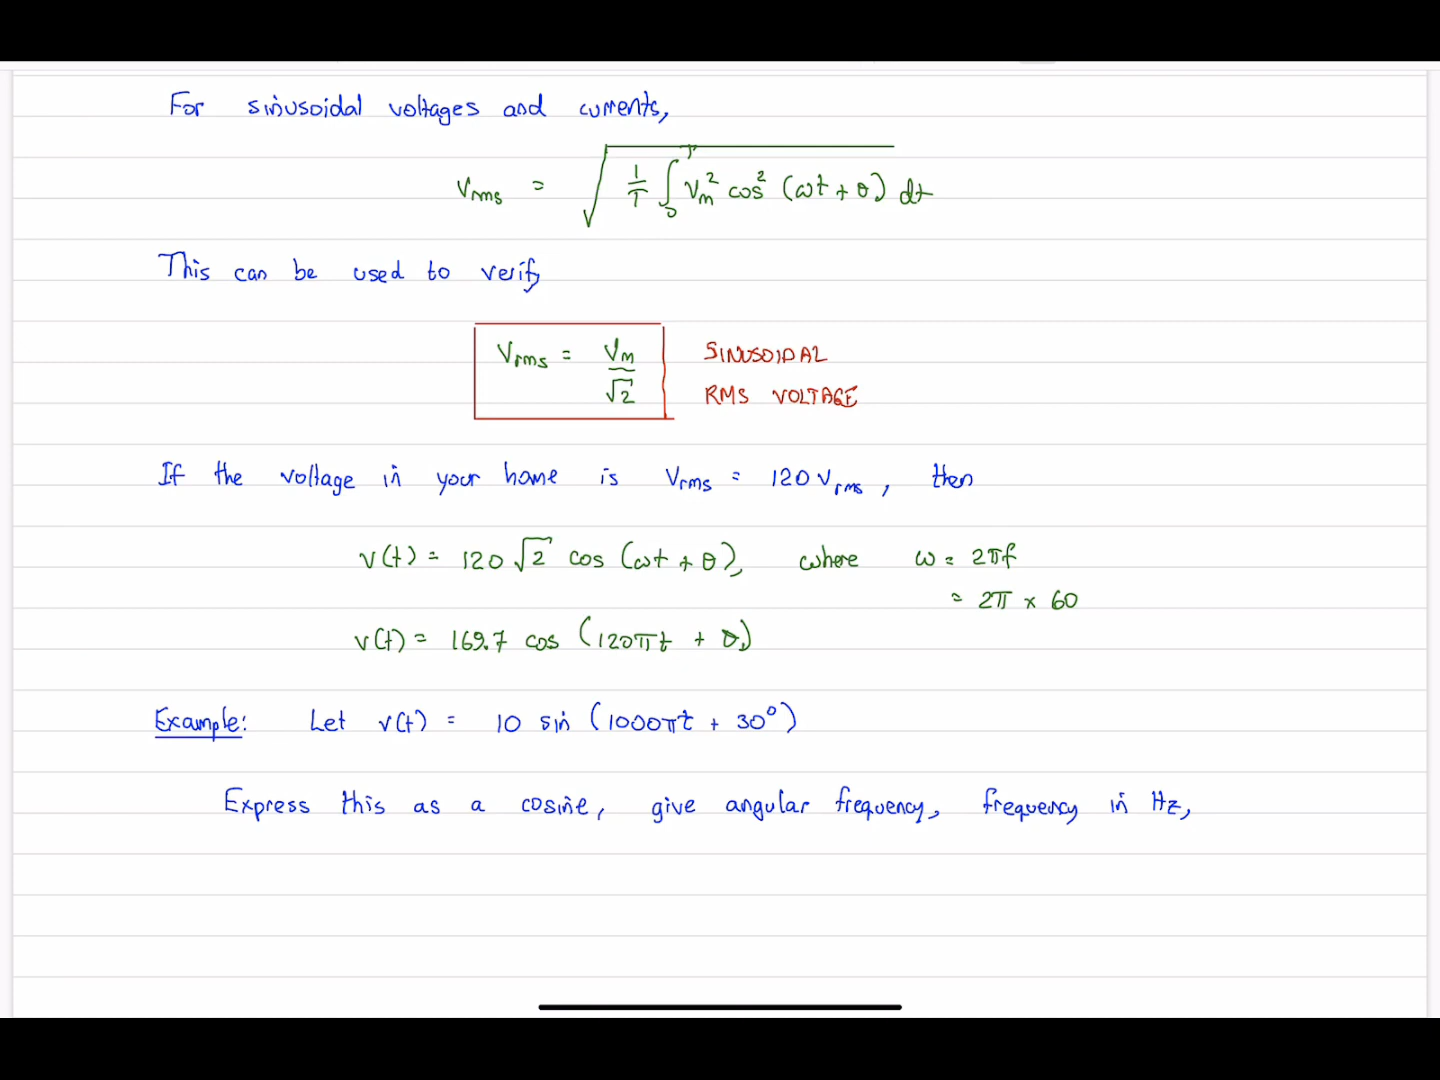 For sinusoidal voltages and currents,
Vrms = √ 1/T ∫₀ᵀ Vm² cos² (ωt + θ) dt
This can be used to verify
Vrms = VM/√2 SINUSOIDAL
RMS VOLTAGE
If the voltage in your home is Vrms = 120 Vrms, then
v(t) = 120 √2 cos (ωt + θ), where ω = 2πf
= 2π × 60
v(t) = 169.7 cos (120πt + θ)
Example: Let v(t) = 10 sin (1000πt + 30°)
Express this as a cosine, give angular frequency, frequency in Hz,